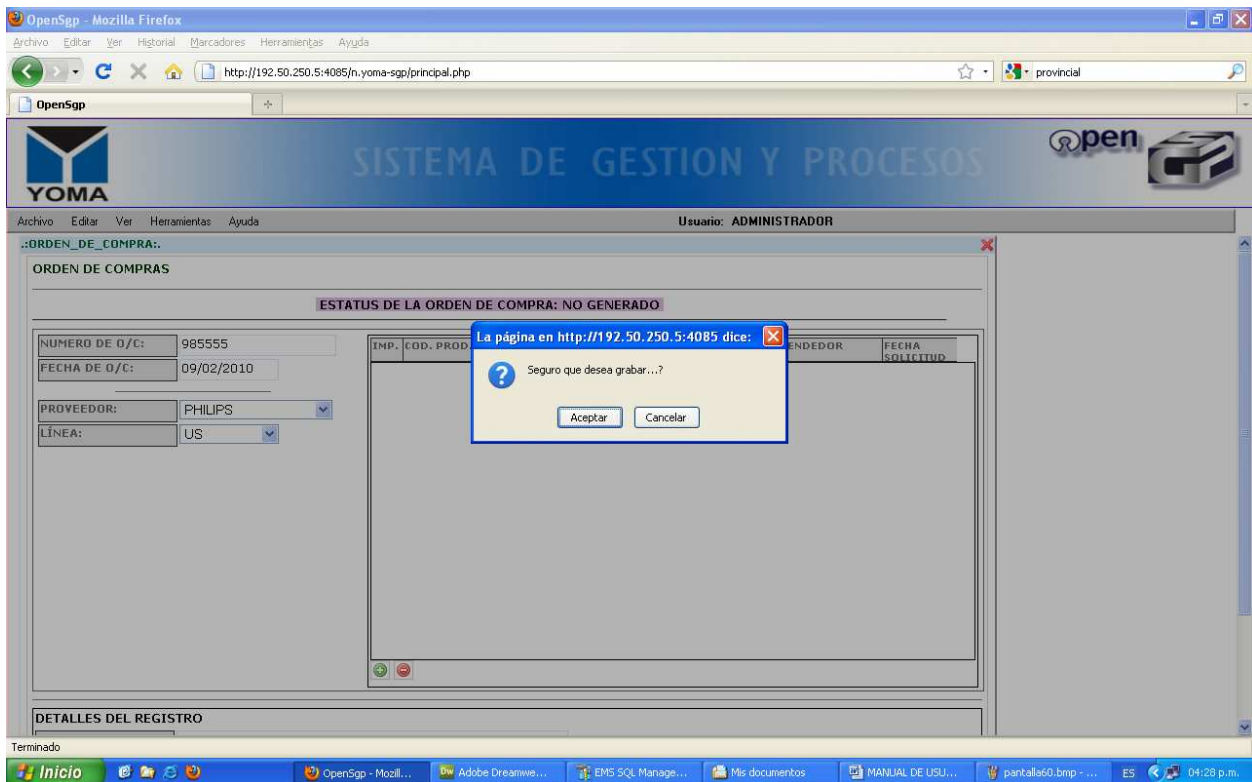 OpenSgp - Mozilla Firefox
Archivo Editar Ver Historial Marcadores Herramientas Ayuda
http://192.50.250.5:4085/n.yoma-sgp/principal.php
provincial
OpenSgp
YOMA
SISTEMA DE GESTION Y PROCESOS
open
Archivo Editar Ver Herramientas Ayuda
Usuario: ADMINISTRADOR
.:ORDEN_DE_COMPRA:.
ORDEN DE COMPRAS
ESTATUS DE LA ORDEN DE COMPRA: NO GENERADO
NUMERO DE O/C: 985555
FECHA DE O/C: 09/02/2010
PROVEEDOR: PHILIPS
LÍNEA: US
IMP. COD. PROD. ENDEDOR FECHA SOLICITUD
La página en http://192.50.250.5:4085 dice:
Seguro que desea grabar...?
Aceptar Cancelar
DETALLES DEL REGISTRO
Terminado
Inicio OpenSgp - Mozill... Adobe Dreamwe... EMS SQL Manage... Mis documentos MANUAL DE USU... pantalla60.bmp - ... ES 04:28 p.m.